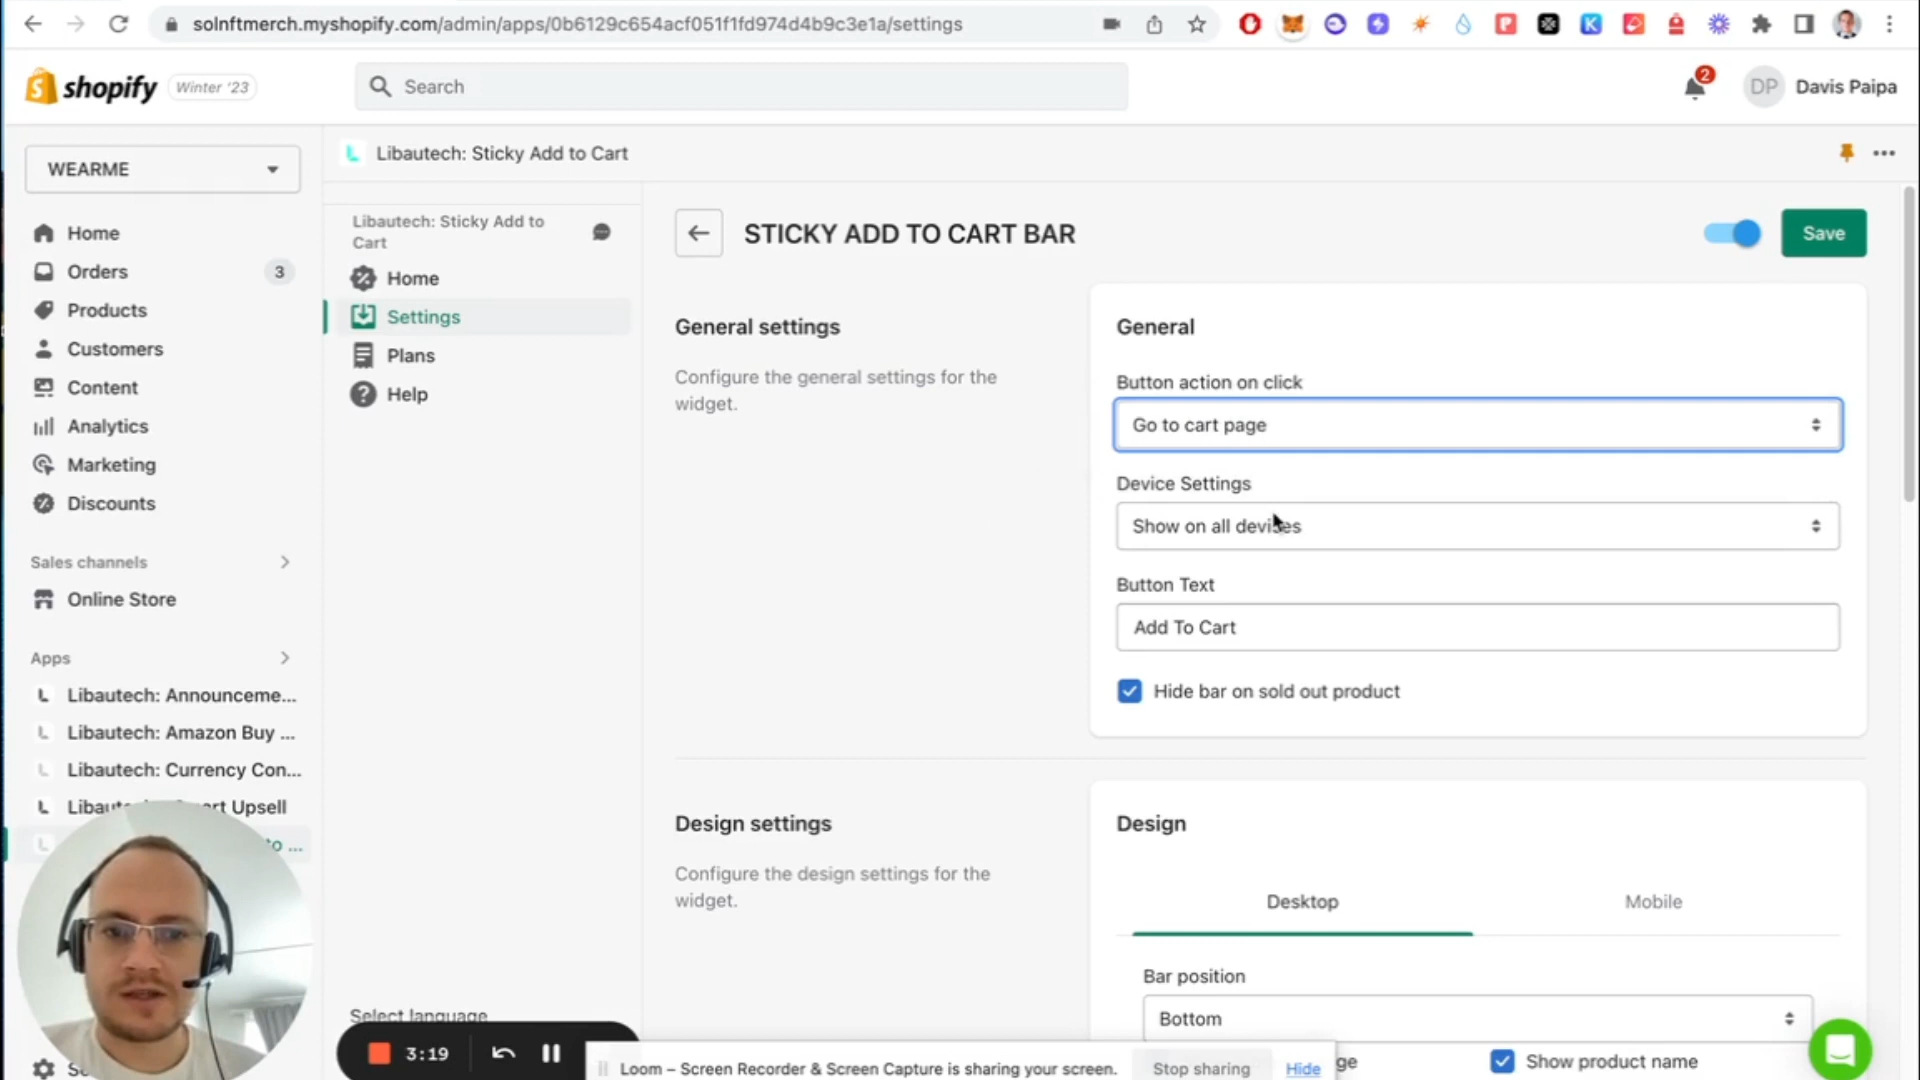 solnftmerch.myshopify.com/admin/apps/0b6129c654acf051f1fd974d4b9c3e1a/settings
shopify
Winter '23
Search
2
DP
Davis Paipa
WEARME
Home
Orders
3
Products
Customers
Content
Analytics
Marketing
Discounts
Sales channels
Online Store
Apps
Libautech: Announceme...
Libautech: Amazon Buy ...
Libautech: Currency Con...
Upsell
Libautech: Sticky Add to Cart
Libautech: Sticky Add to
Cart
Home
Settings
Plans
Help
Select language
STICKY ADD TO CART BAR
Save
General settings
Configure the general settings for the
widget.
General
Button action on click
Go to cart page
Device Settings
Show on all devices
Button Text
Add To Cart
Hide bar on sold out product
Design settings
Configure the design settings for the
widget.
Design
Desktop
Mobile
Bar position
Bottom
Show product name
3:19
Loom – Screen Recorder & Screen Capture is sharing your screen.
Stop sharing
Hide